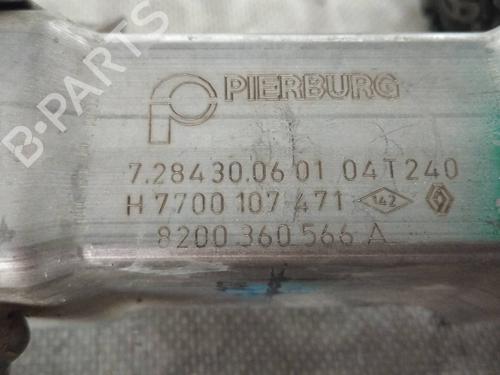 PIERBURG
7.28430.06 01 04T240
H 7700 107 471 142
8200 360 566 A
B-PARTS